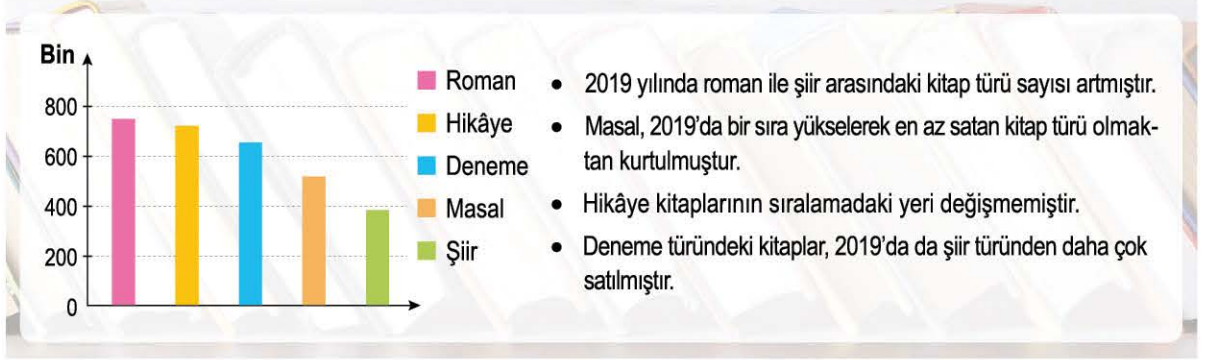 Bin
800
600
400
200
0
Roman
Hikâye
Deneme
Masal
Şiir
• 2019 yılında roman ile şiir arasındaki kitap türü sayısı artmıştır.
• Masal, 2019'da bir sıra yükselerek en az satan kitap türü olmak-
tan kurtulmuştur.
• Hikâye kitaplarının sıralamadaki yeri değişmemiştir.
• Deneme türündeki kitaplar, 2019'da da şiir türünden daha çok
satılmıştır.